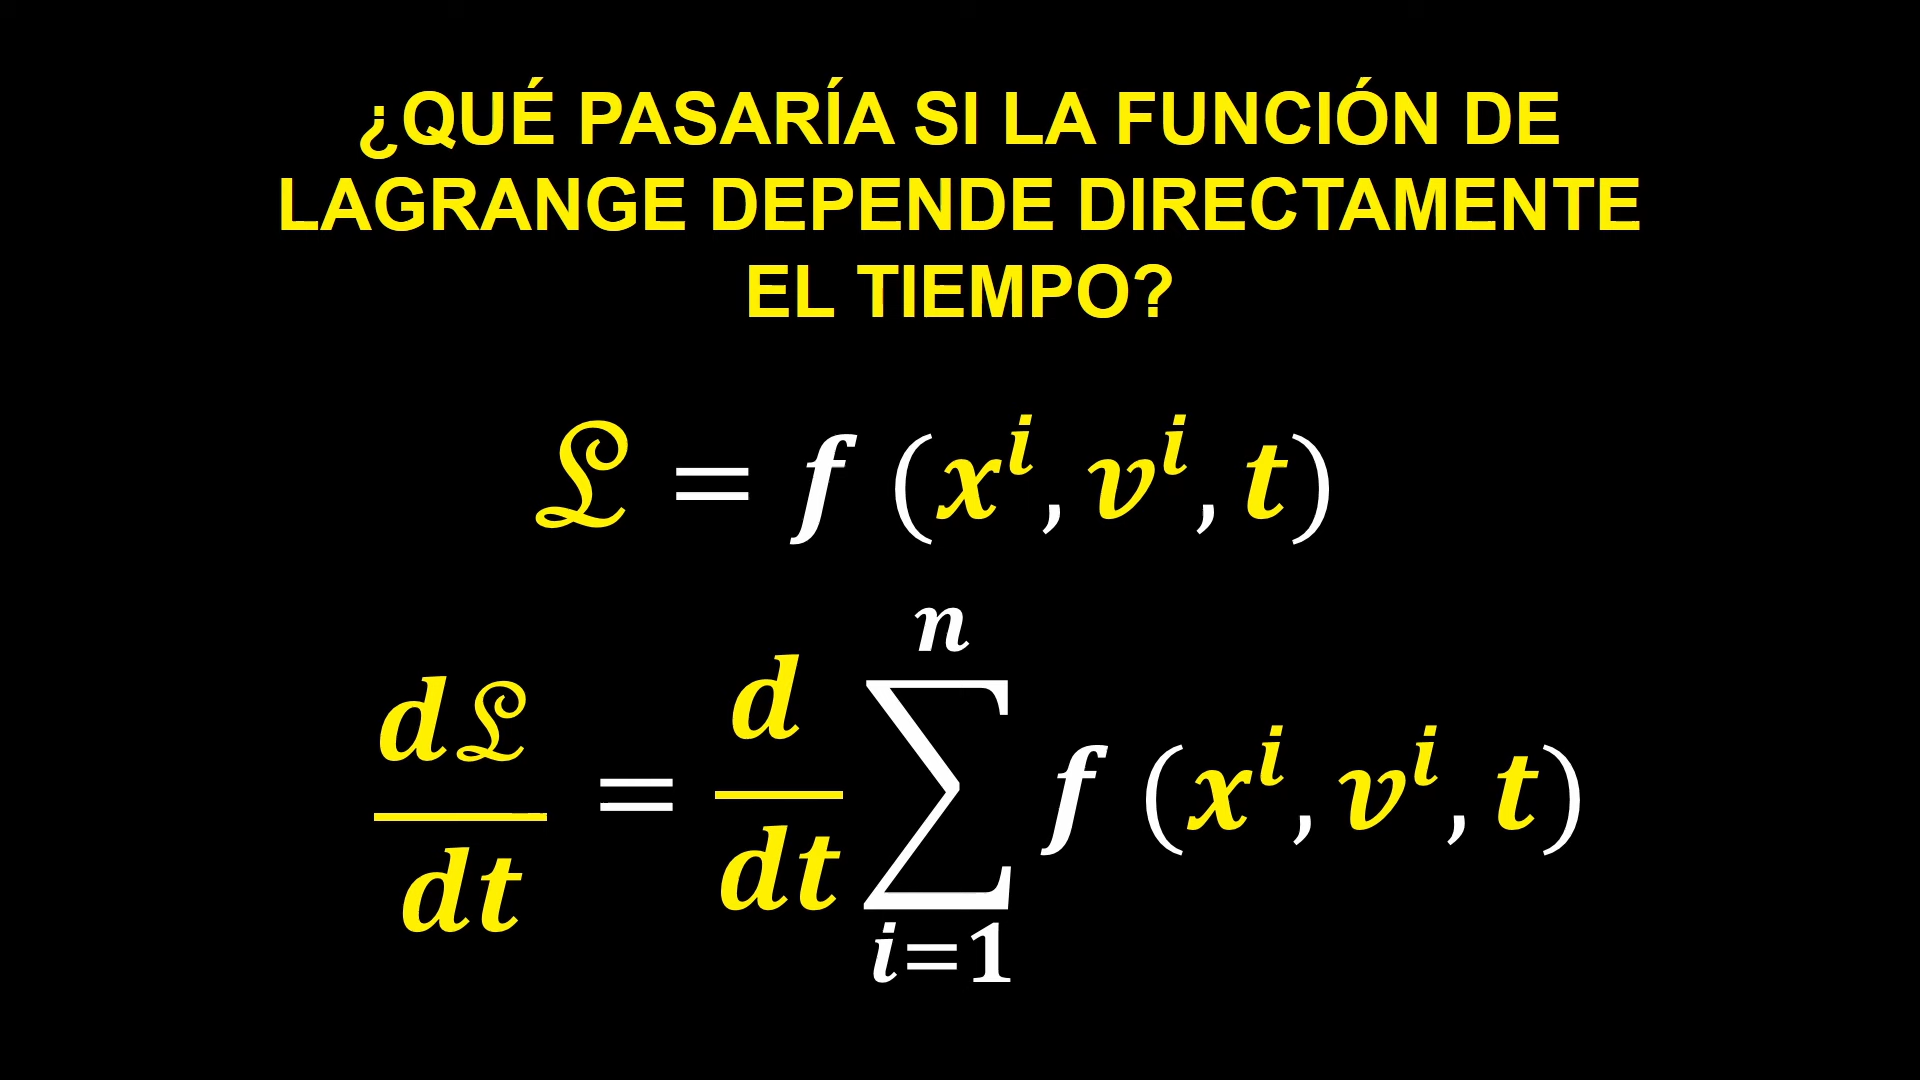 ¿QUÉ PASARÍA SI LA FUNCIÓN DE
LAGRANGE DEPENDE DIRECTAMENTE
EL TIEMPO?
ℒ = f (xⁱ, vⁱ, t)
dℒ/dt = d/dt ∑ⁿᵢ₌₁ f (xⁱ, vⁱ, t)